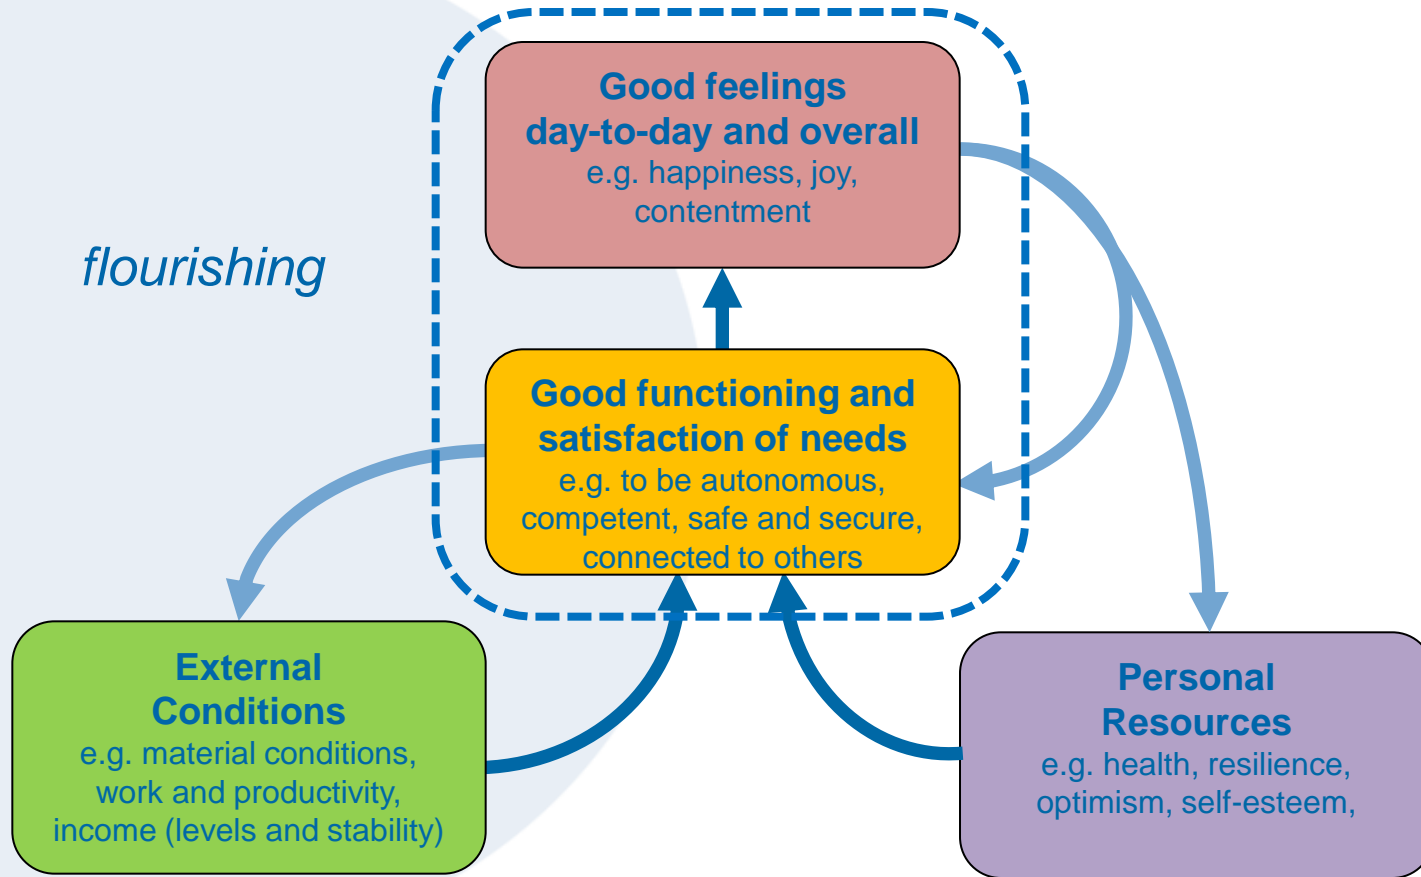 Good feelings
day-to-day and overall
e.g. happiness, joy,
contentment
flourishing
Good functioning and
satisfaction of needs
e.g. to be autonomous,
competent, safe and secure,
connected to others
External
Conditions
e.g. material conditions,
work and productivity,
income (levels and stability)
Personal
Resources
e.g. health, resilience,
optimism, self-esteem,